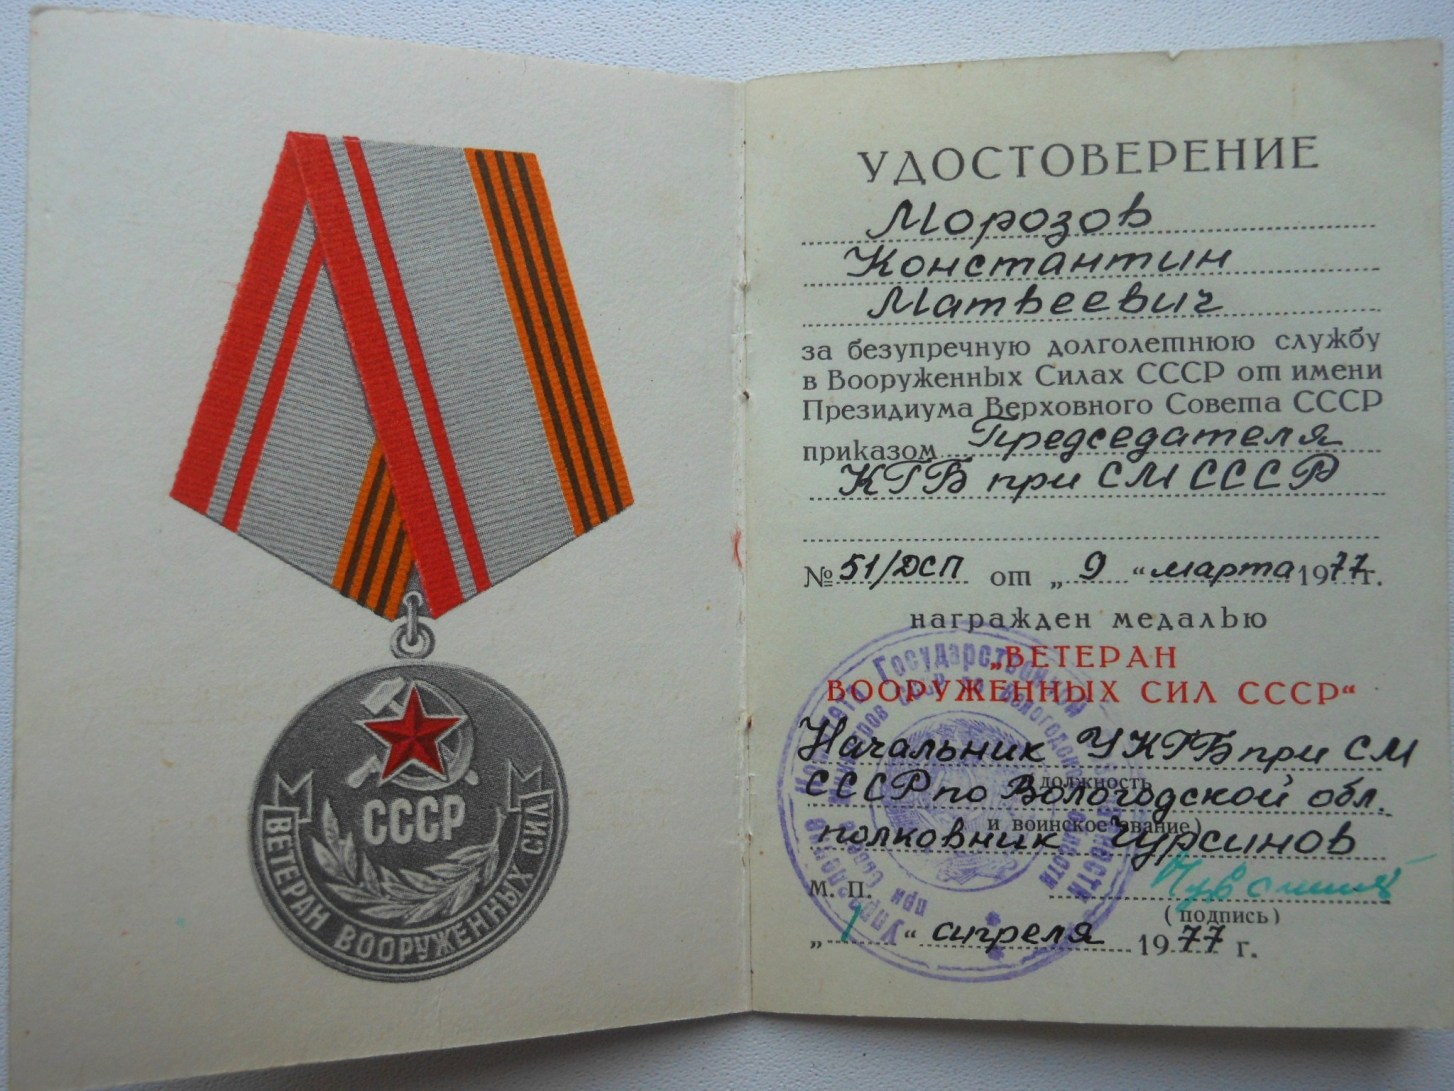 СССР
ВЕТЕРАН ВООРУЖЕННЫХ СИЛ
УДОСТОВЕРЕНИЕ
Морозов
Константин
Матвеевич
за безупречную долголетнюю службу
в Вооруженных Силах СССР от имени
Президиума Верховного Совета СССР
приказом Председателя
КГБ при СМ СССР
№ 51/ДСП от „ 9 “ марта 1977 г.
награжден медалью
„ВЕТЕРАН
ВООРУЖЕННЫХ СИЛ СССР“
Начальник УКГБ при СМ
(должность
СССР по Вологодской обл.
и воинское звание)
полковник Чурсинов
М. П.
(подпись)
„ 1 “ апреля 1977 г.